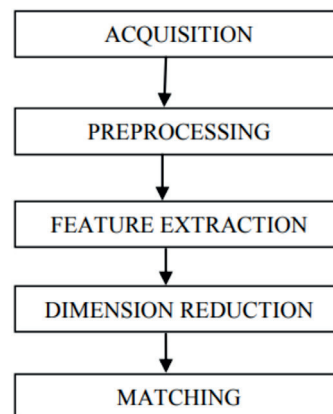 ACQUISITION
PREPROCESSING
FEATURE EXTRACTION
DIMENSION REDUCTION
MATCHING